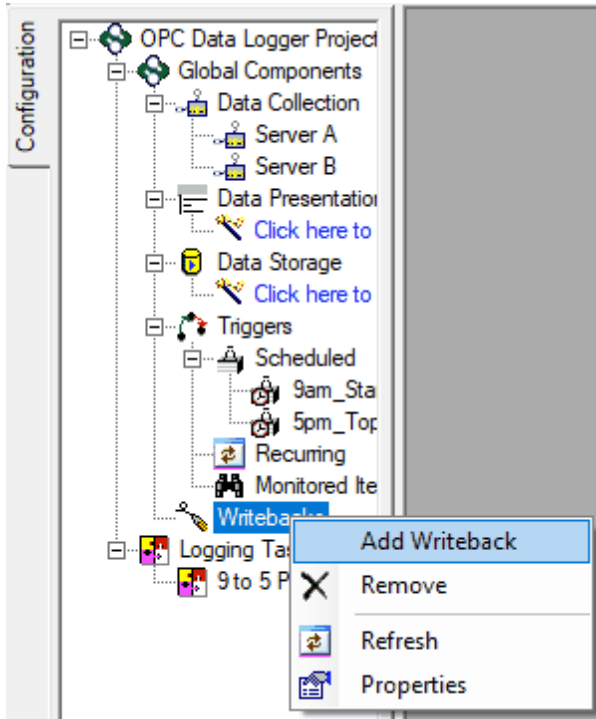 Configuration
OPC Data Logger Project
Global Components
Data Collection
Server A
Server B
Data Presentation
Click here to
Data Storage
Click here to
Triggers
Scheduled
9am_Sta
5pm_Top
Recurring
Monitored Ite
Writebacks
Add Writeback
Logging Tas
Remove
9 to 5 P
Refresh
Properties